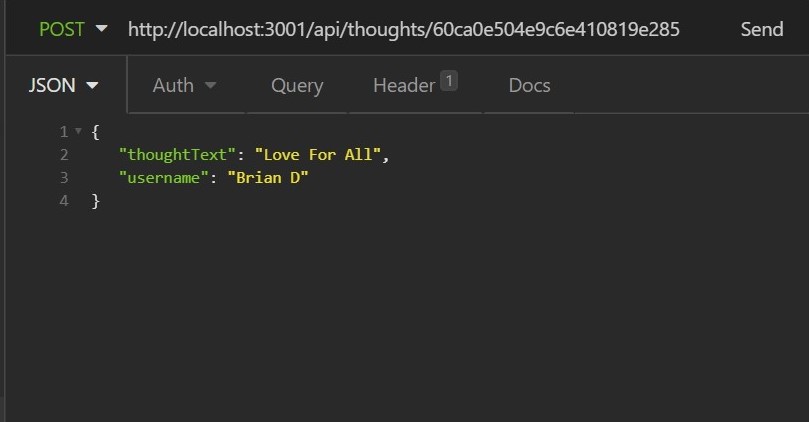 POST http://localhost:3001/api/thoughts/60ca0e504e9c6e410819e285 Send
JSON Auth Query Header 1 Docs
1 {
2 "thoughtText": "Love For All",
3 "username": "Brian D"
4 }